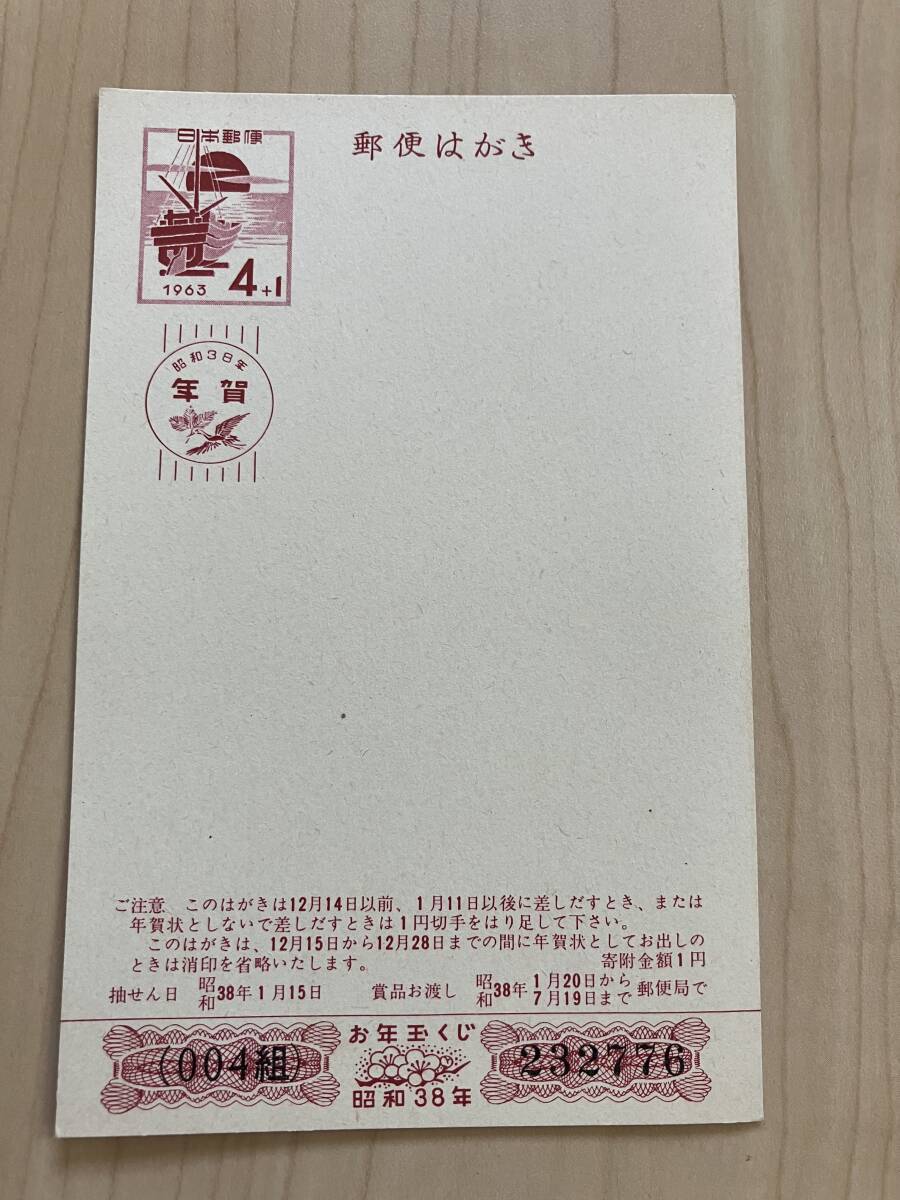 日本郵便
郵便はがき
1963 4+1
昭和38年
年賀
ご注意 このはがきは12月14日以前、1月11日以後に差しだすとき、または
年賀状としないで差しだすときは1円切手をはり足して下さい。
このはがきは、12月15日から12月28日までの間に年賀状としてお出しの
ときは消印を省略いたします。 寄附金額1円
抽せん日 昭和38年1月15日 賞品お渡し 昭和38年 1月20日から 7月19日まで 郵便局で
お年玉くじ
(004組) 232776
昭和38年